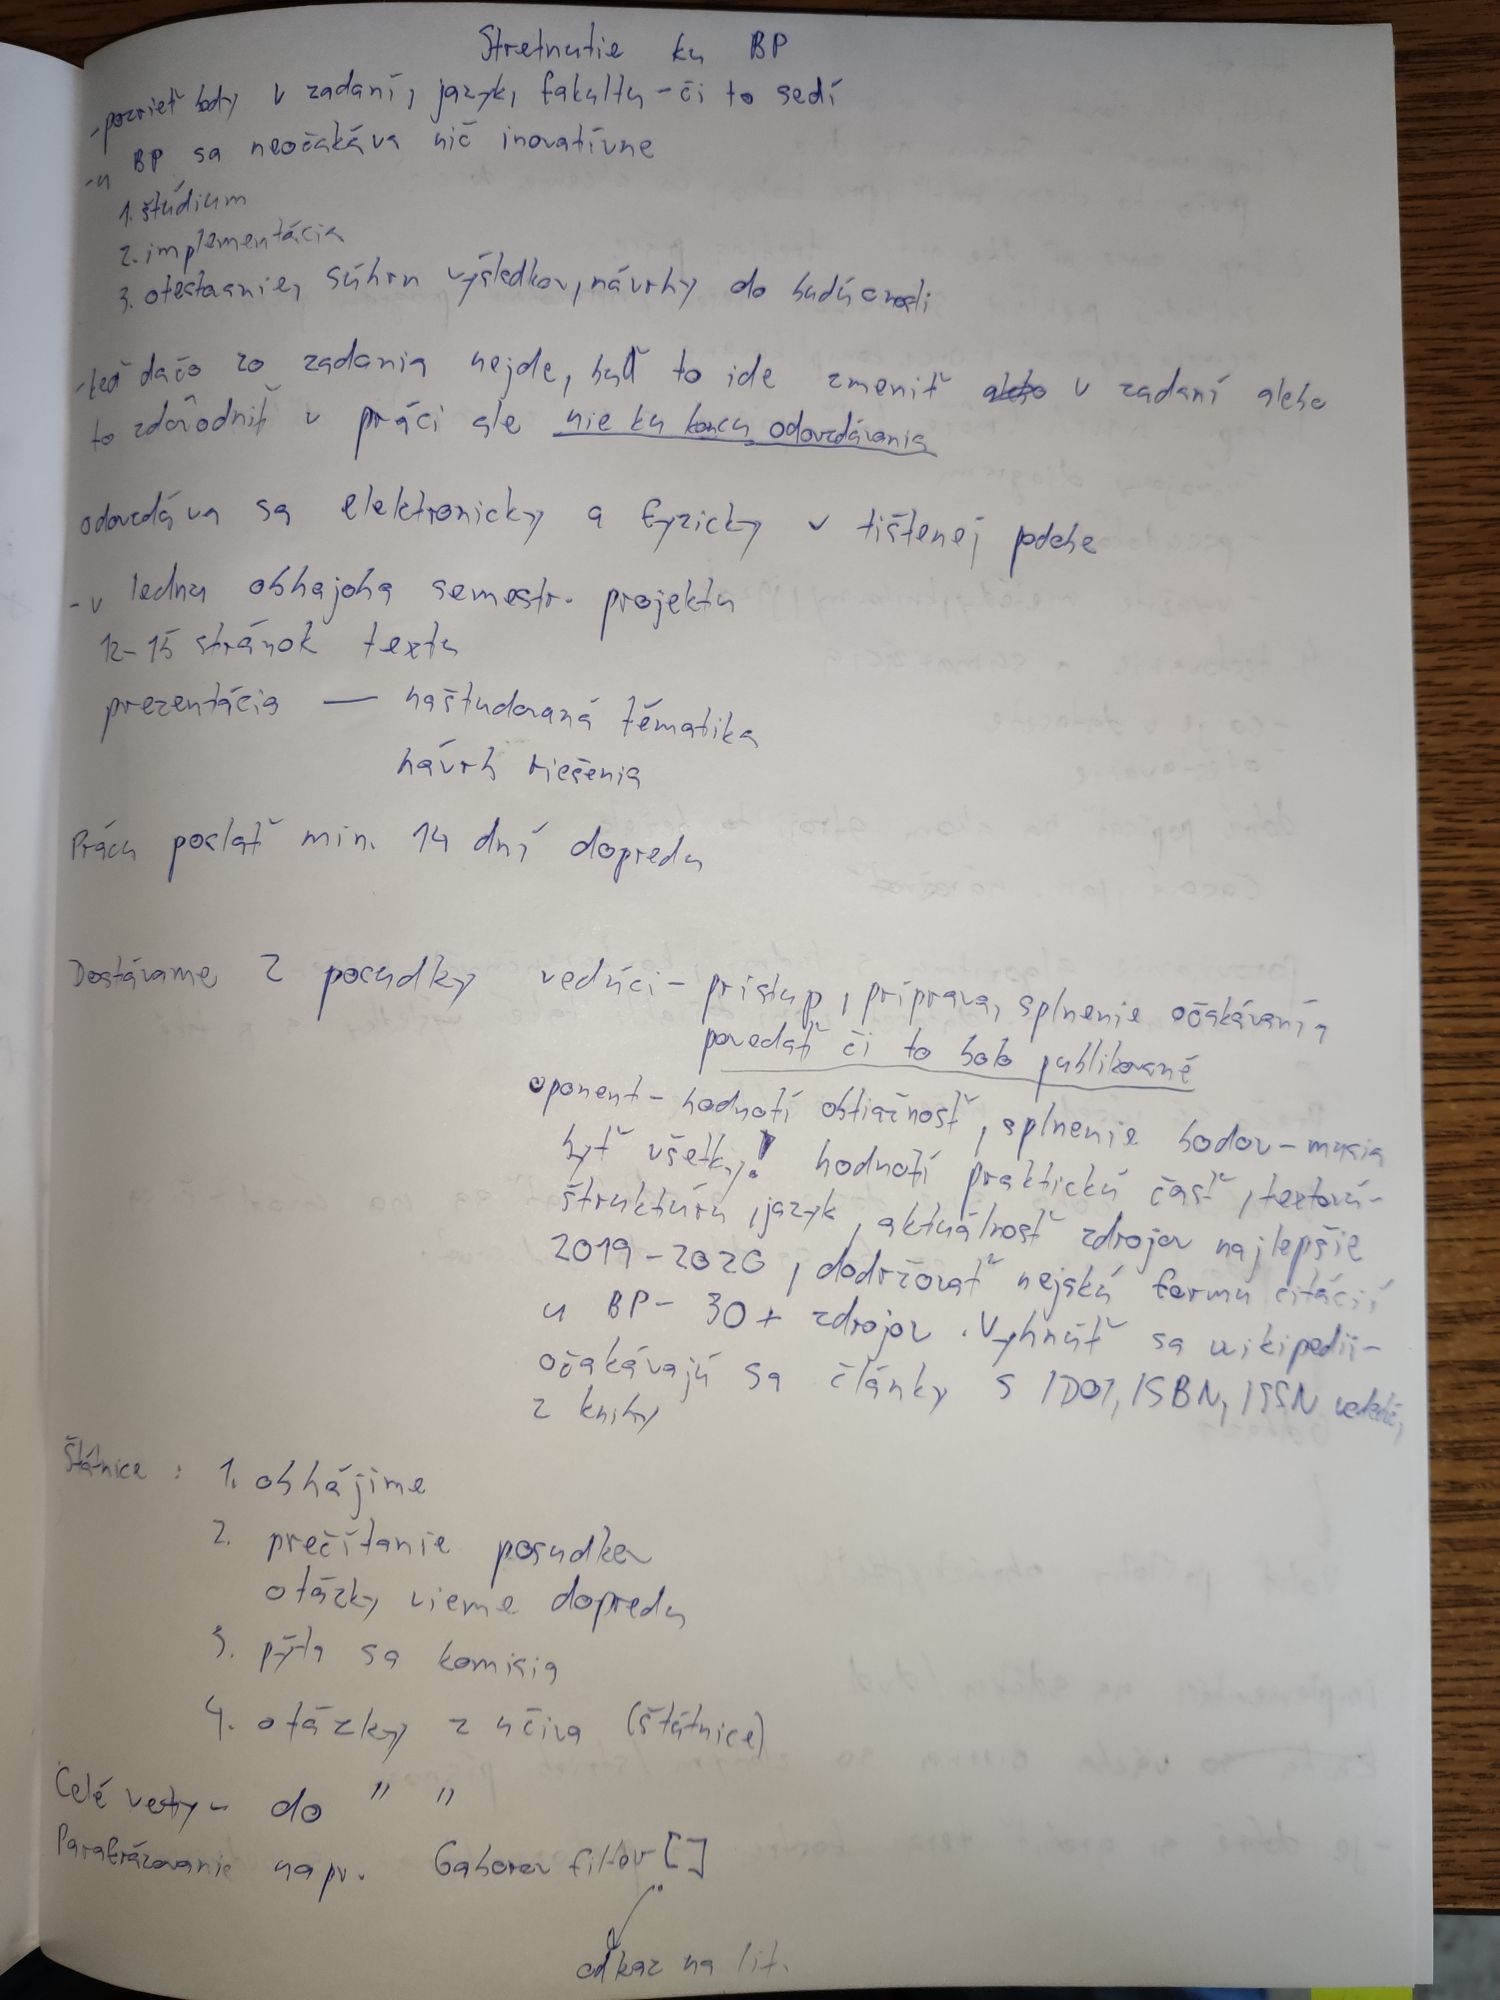 Stretnutie ku BP
- pozrieť body v zadaní, jazyk, fakultu - či to sedí
- u BP sa neočakáva nič inovatívne
1. štúdium
2. implementácia
3. otestovanie, súhrn výsledkov, návrhy do budúcnosti
- keď dačo zo zadania nejde, buď to ide zmeniť v zadaní alebo
to zdôvodniť v práci ale nie ku koncu odovzdávania
odovzdáva sa elektronicky a fyzicky v tištenej podobe
- v lednu obhajoba semestr. projektu
12-15 stránok textu
prezentácia — naštudovaná tématika
návrh riešenia
Prácu poslať min. 14 dní dopredu
Dostávame 2 posudky vedúci - prístup, príprava, splnenie očakávania
povedať či to bolo publikované
oponent - hodnotí obtiažnosť, splnenie bodov - musia
byť všetky! hodnotí praktickú časť, textovú -
štruktúru, jazyk, aktuálnosť zdrojov najlepšie
2019 - 2020, dodržovať nejakú formu citácií
u BP - 30+ zdrojov. Vyhnúť sa wikipedii -
očakávajú sa články s DOI, ISBN, ISSN
z knihy
Štátnice : 1. obhájime
2. prečítanie posudkov
otázky vieme dopredu
3. pýta sa komisia
4. otázky z učiva (štátnice)
Celé vety - do " "
Parafrázovanie napr. Gaborov filter []
odkaz na lit.